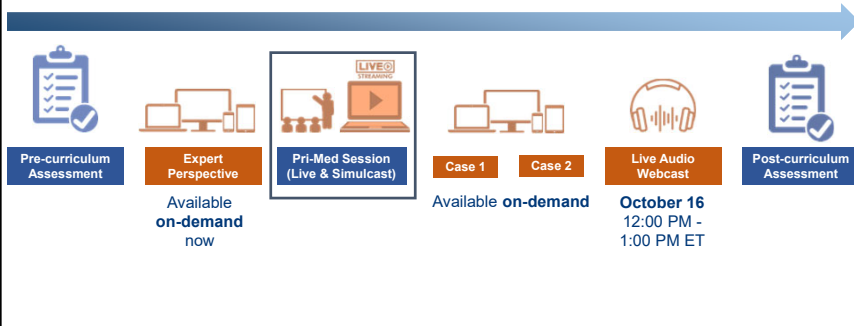 LIVE
STREAMING
Pre-curriculum
Assessment
Expert
Perspective
Pri-Med Session
(Live & Simulcast)
Case 1
Case 2
Live Audio
Webcast
Post-curriculum
Assessment
Available
on-demand
now
Available on-demand
October 16
12:00 PM -
1:00 PM ET